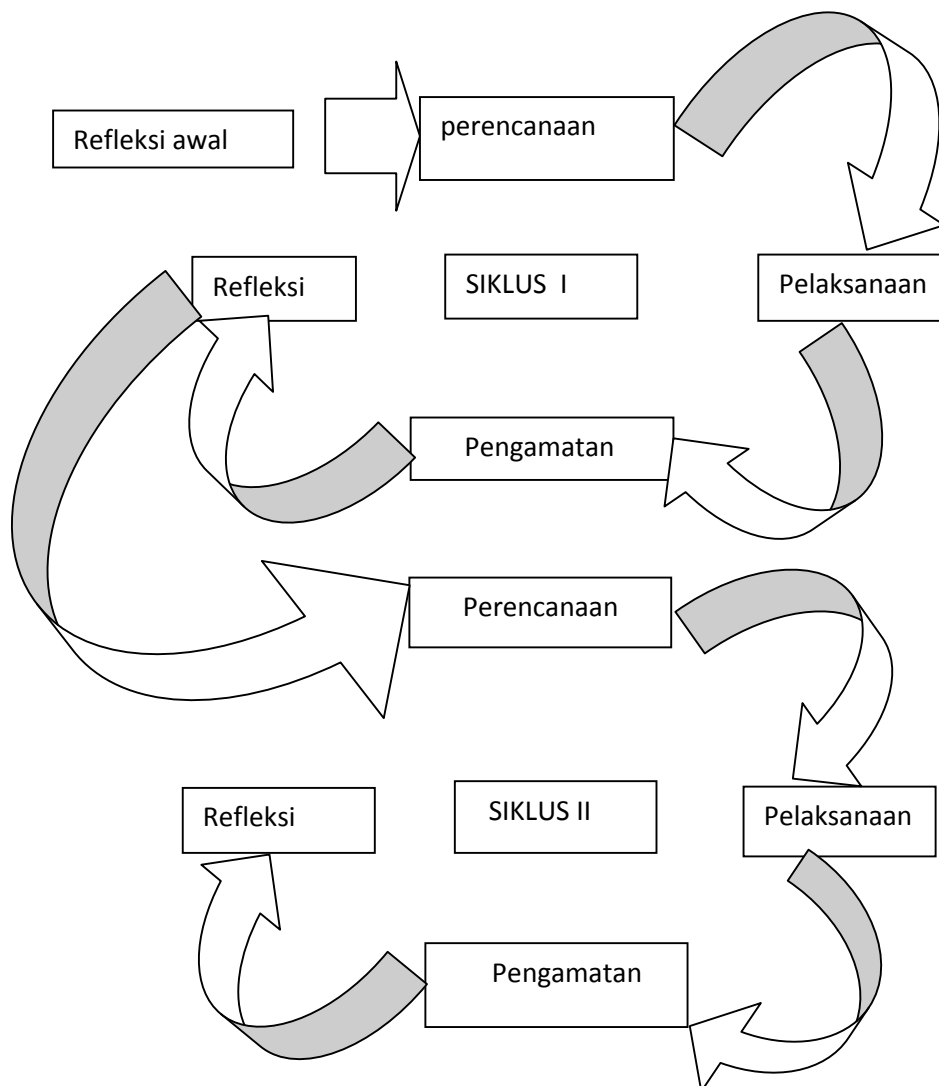 Refleksi awal
perencanaan
Refleksi
SIKLUS I
Pelaksanaan
Pengamatan
Perencanaan
Refleksi
SIKLUS II
Pelaksanaan
Pengamatan